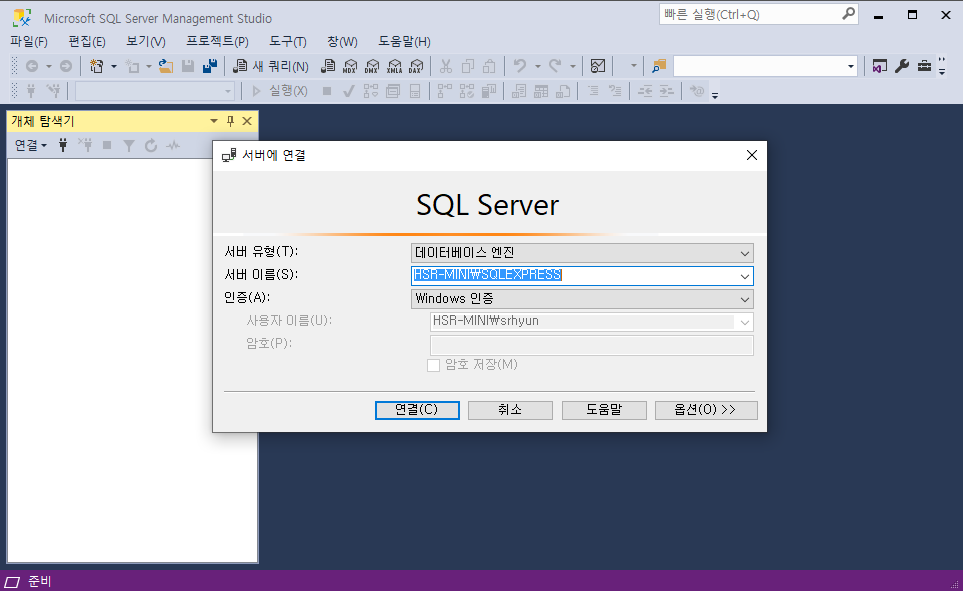 Microsoft SQL Server Management Studio
빠른 실행(Ctrl+Q)
파일(F) 편집(E) 보기(V) 프로젝트(P) 도구(T) 창(W) 도움말(H)
새 쿼리(N) MDX DMX XMLA DAX
실행(X)
개체 탐색기
연결
서버에 연결
SQL Server
서버 유형(T): 데이터베이스 엔진
서버 이름(S): HSR-MINI₩SQLEXPRESS
인증(A): Windows 인증
사용자 이름(U): HSR-MINI₩srhyun
암호(P):
암호 저장(M)
연결(C) 취소 도움말 옵션(O) >>
준비